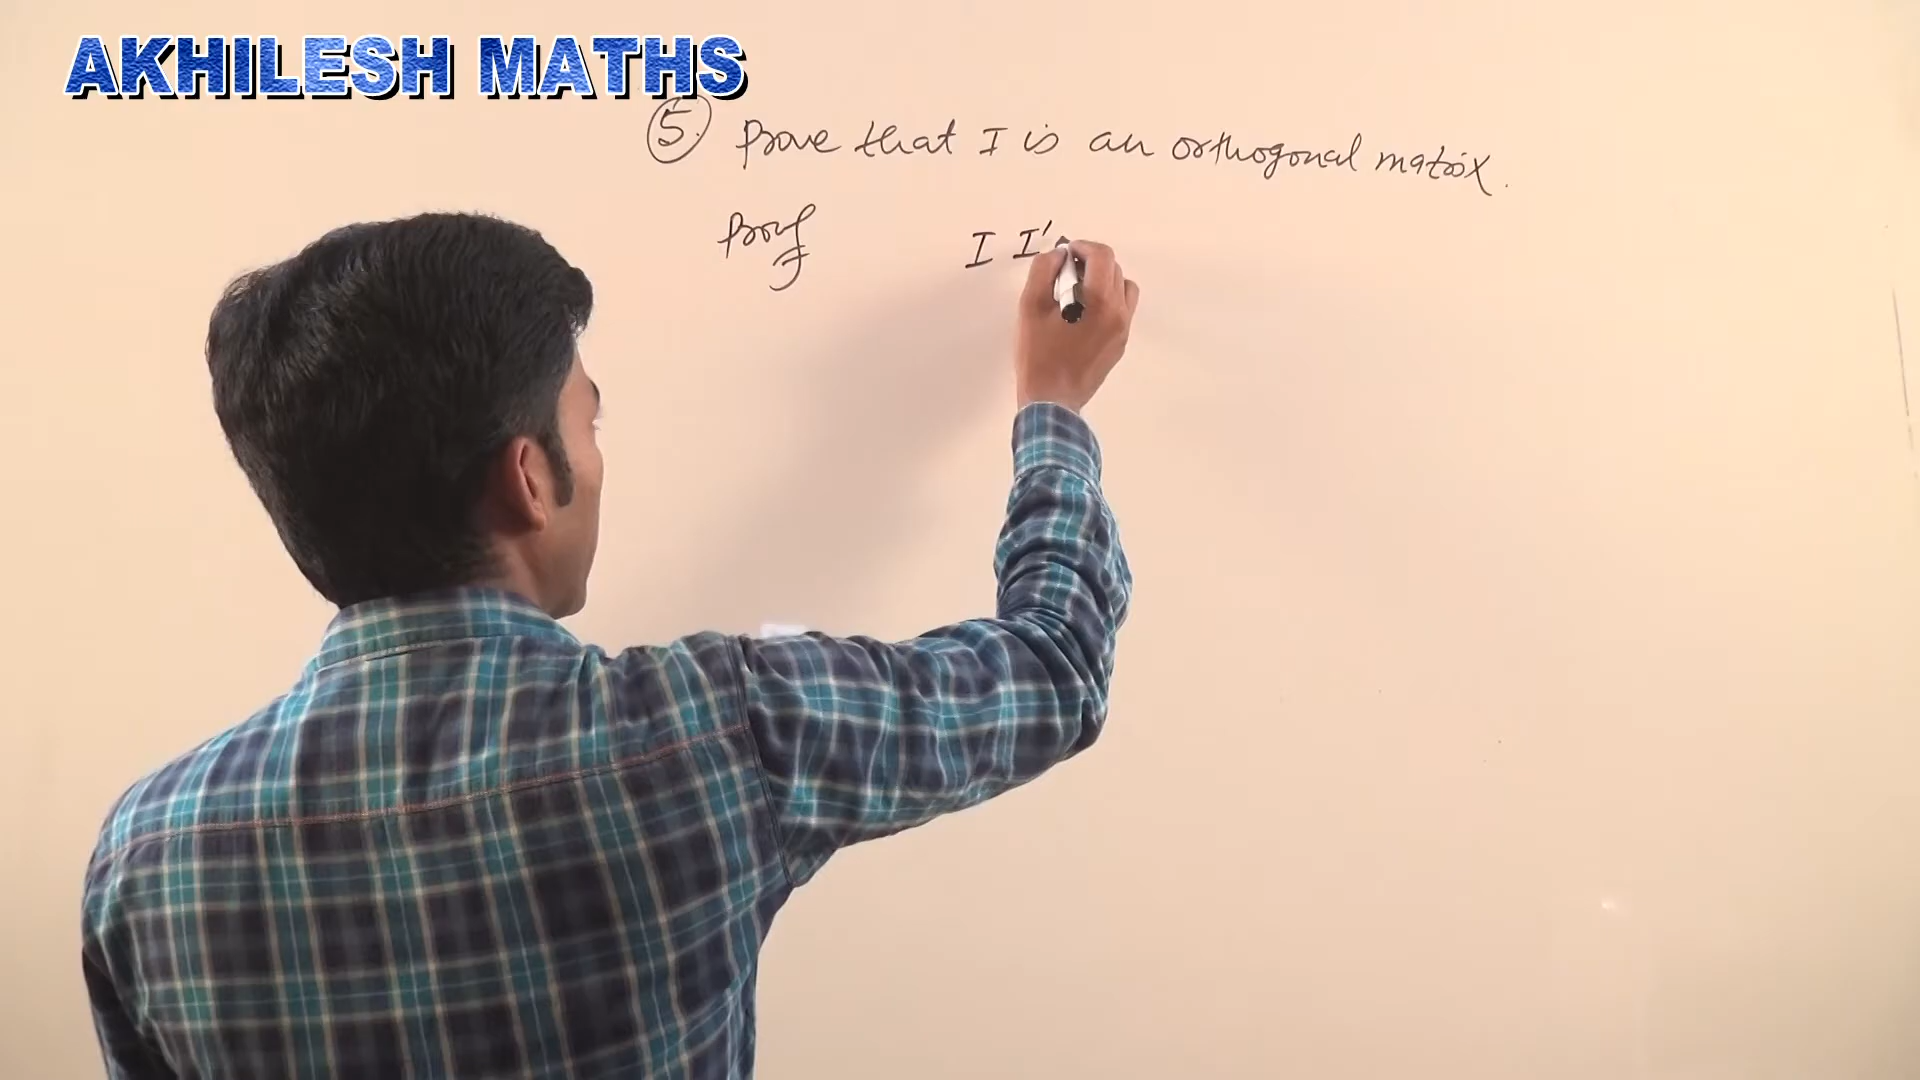 AKHILESH MATHS
5. Prove that I is an orthogonal matrix.
Proof I I'